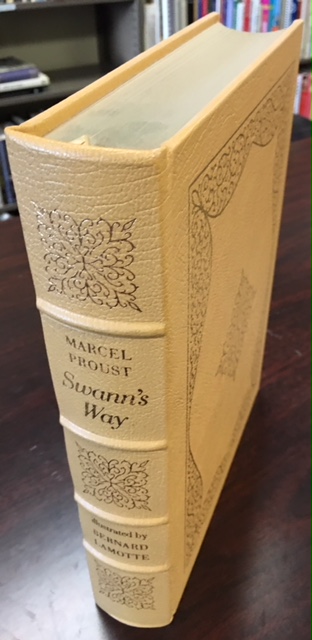 MARCEL
PROUST
Swann's
Way
illustrated by
BERNARD
LAMOTTE